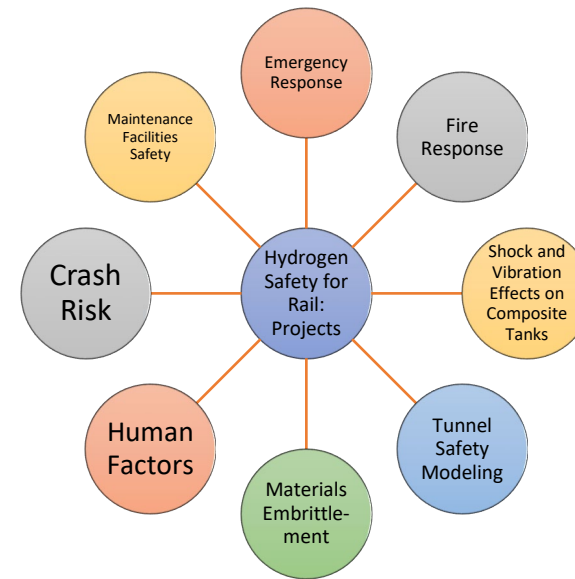 Emergency
Response
Fire
Response
Shock and
Vibration
Effects on
Composite
Tanks
Tunnel
Safety
Modeling
Materials
Embrittle-
ment
Human
Factors
Crash
Risk
Maintenance
Facilities
Safety
Hydrogen
Safety for
Rail:
Projects